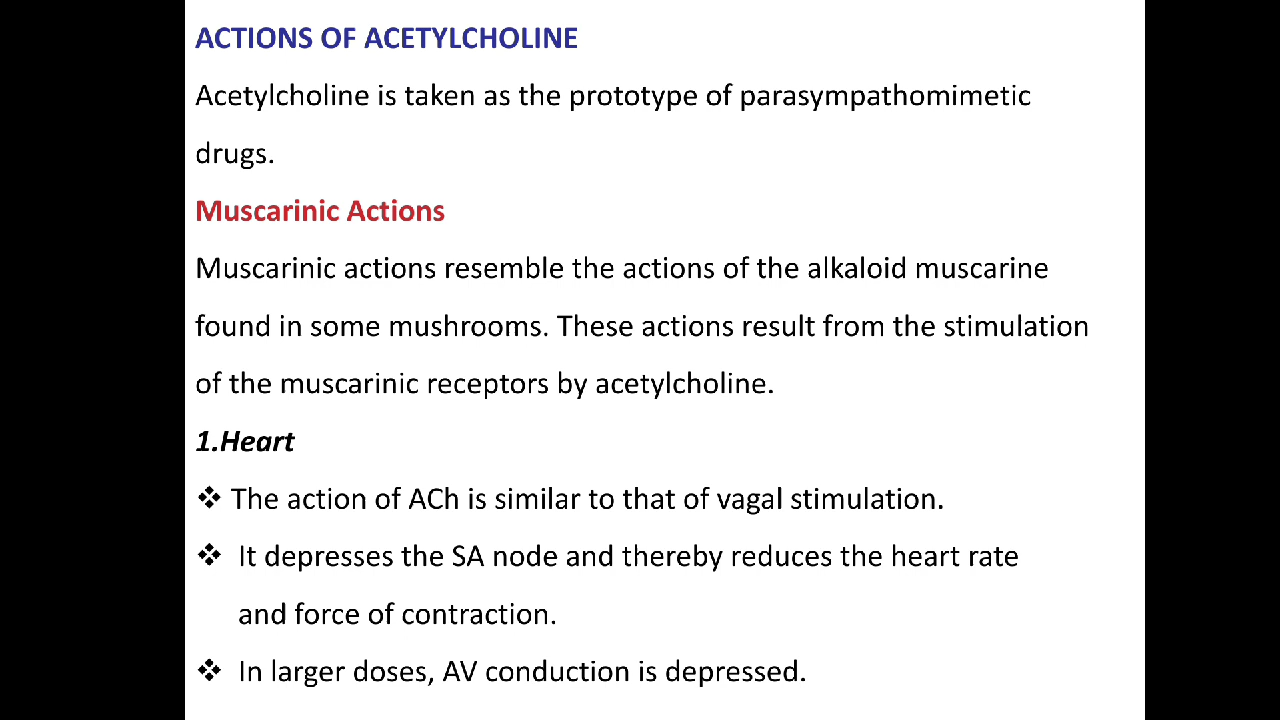 ACTIONS OF ACETYLCHOLINE
Acetylcholine is taken as the prototype of parasympathomimetic
drugs.
Muscarinic Actions
Muscarinic actions resemble the actions of the alkaloid muscarine
found in some mushrooms. These actions result from the stimulation
of the muscarinic receptors by acetylcholine.
1.Heart
❖ The action of ACh is similar to that of vagal stimulation.
❖ It depresses the SA node and thereby reduces the heart rate
and force of contraction.
❖ In larger doses, AV conduction is depressed.